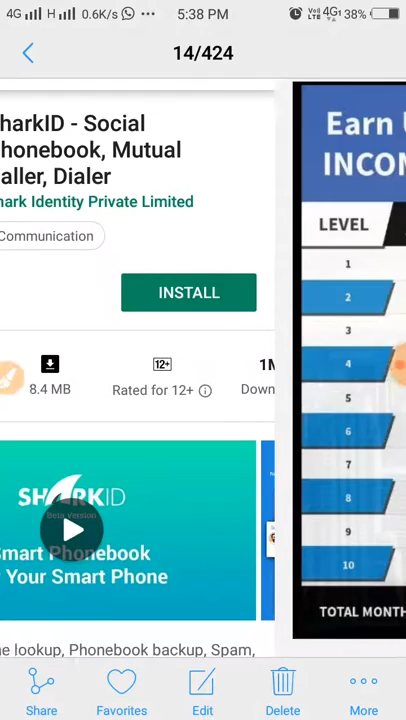 4G H 0.6K/s 5:38 PM VoLTE 4G 38%
14/424
harkID - Social
honebook, Mutual
aller, Dialer
ark Identity Private Limited
Communication
INSTALL
12+
1M
8.4 MB
Rated for 12+
Down
SHARKID
Beta Version
mart Phonebook
r Your Smart Phone
e lookup, Phonebook backup, Spam,
Earn U
INCOM
LEVEL
1
2
3
4
5
6
7
8
9
10
TOTAL MONTH
Share
Favorites
Edit
Delete
More